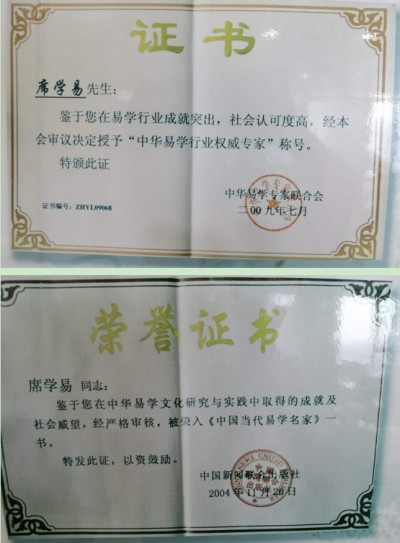 证书
席学易先生：
鉴于您在易学行业成就突出，社会认可度高，经本
会审议决定授予“中华易学行业权威专家”称号。
特颁此证
中华易学专家联合会
证书编号：ZHYL09068
二00九年七月
荣誉证书
席学易 同志：
鉴于您在中华易学文化研究与实践中取得的成就及
社会威望，经严格审核，被突入《中国当代易学名家》一
书。
特发此证，以资鼓励。
中国新闻联合出版社
2004年11月26日